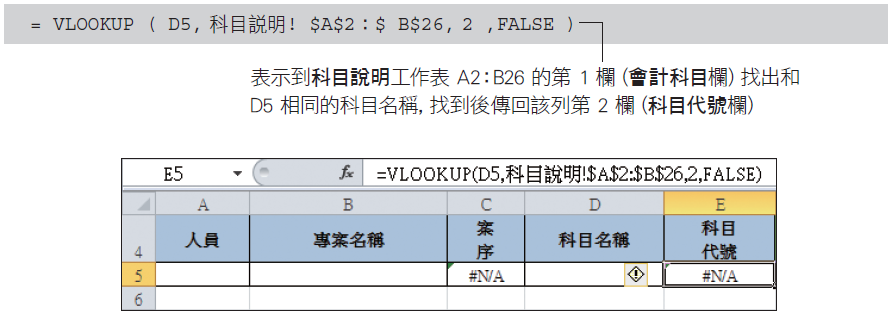 = VLOOKUP ( D5, 科目説明! $A$2：$ B$26, 2 ,FALSE )
表示到科目說明工作表 A2：B26 的第 1 欄 (會計科目欄) 找出和
D5 相同的科目名稱, 找到後傳回該列第 2 欄 (科目代號欄)
E5 fx =VLOOKUP(D5,科目說明!$A$2:$B$26,2,FALSE)
A B C D E
4 人員 專案名稱 案序 科目名稱 科目代號
5 #N/A #N/A
6